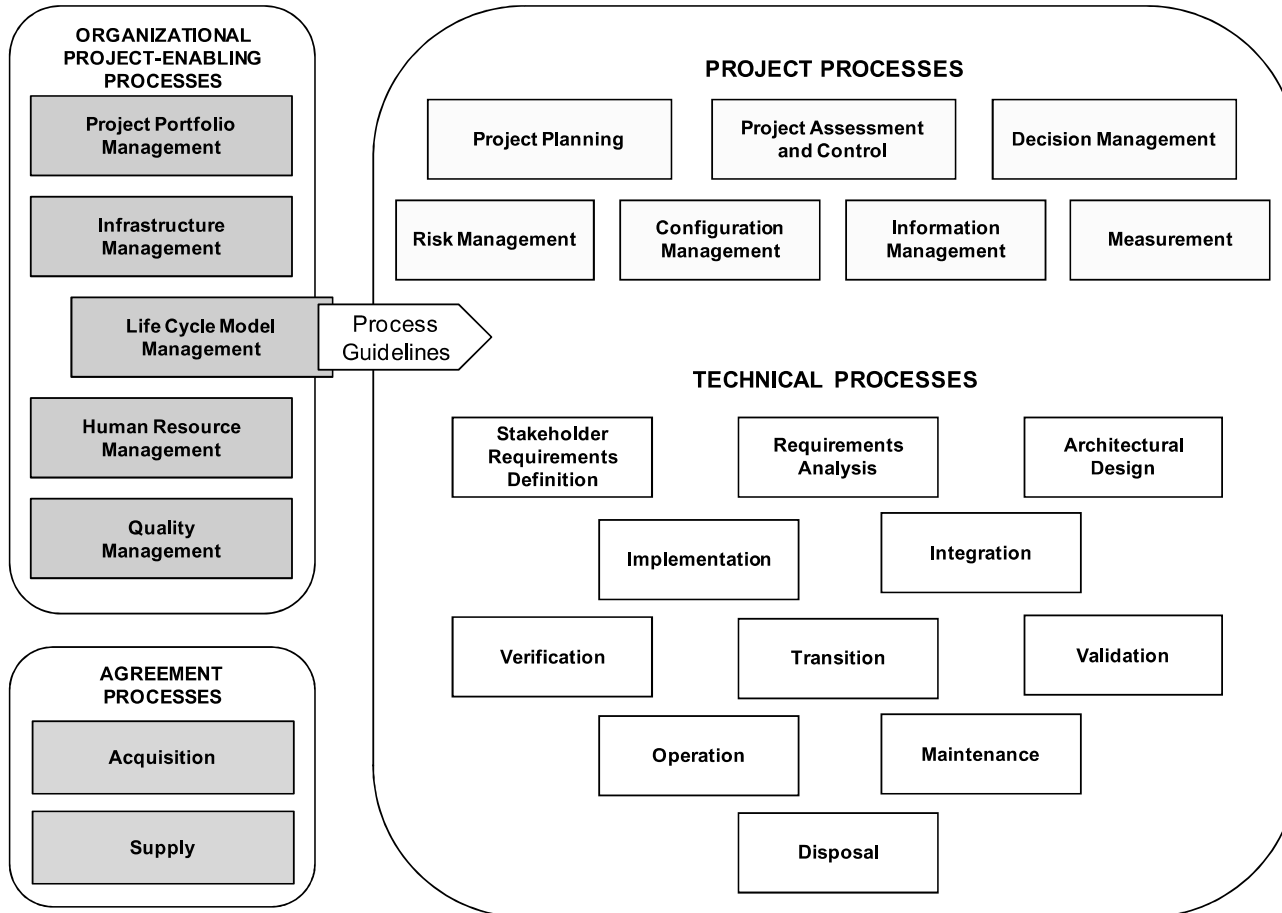 ORGANIZATIONAL
PROJECT-ENABLING
PROCESSES
Project Portfolio
Management
Infrastructure
Management
Life Cycle Model
Management
Human Resource
Management
Quality
Management
AGREEMENT
PROCESSES
Acquisition
Supply
Process
Guidelines
PROJECT PROCESSES
Project Planning
Project Assessment
and Control
Decision Management
Risk Management
Configuration
Management
Information
Management
Measurement
TECHNICAL PROCESSES
Stakeholder
Requirements
Definition
Requirements
Analysis
Architectural
Design
Implementation
Integration
Verification
Transition
Validation
Operation
Maintenance
Disposal